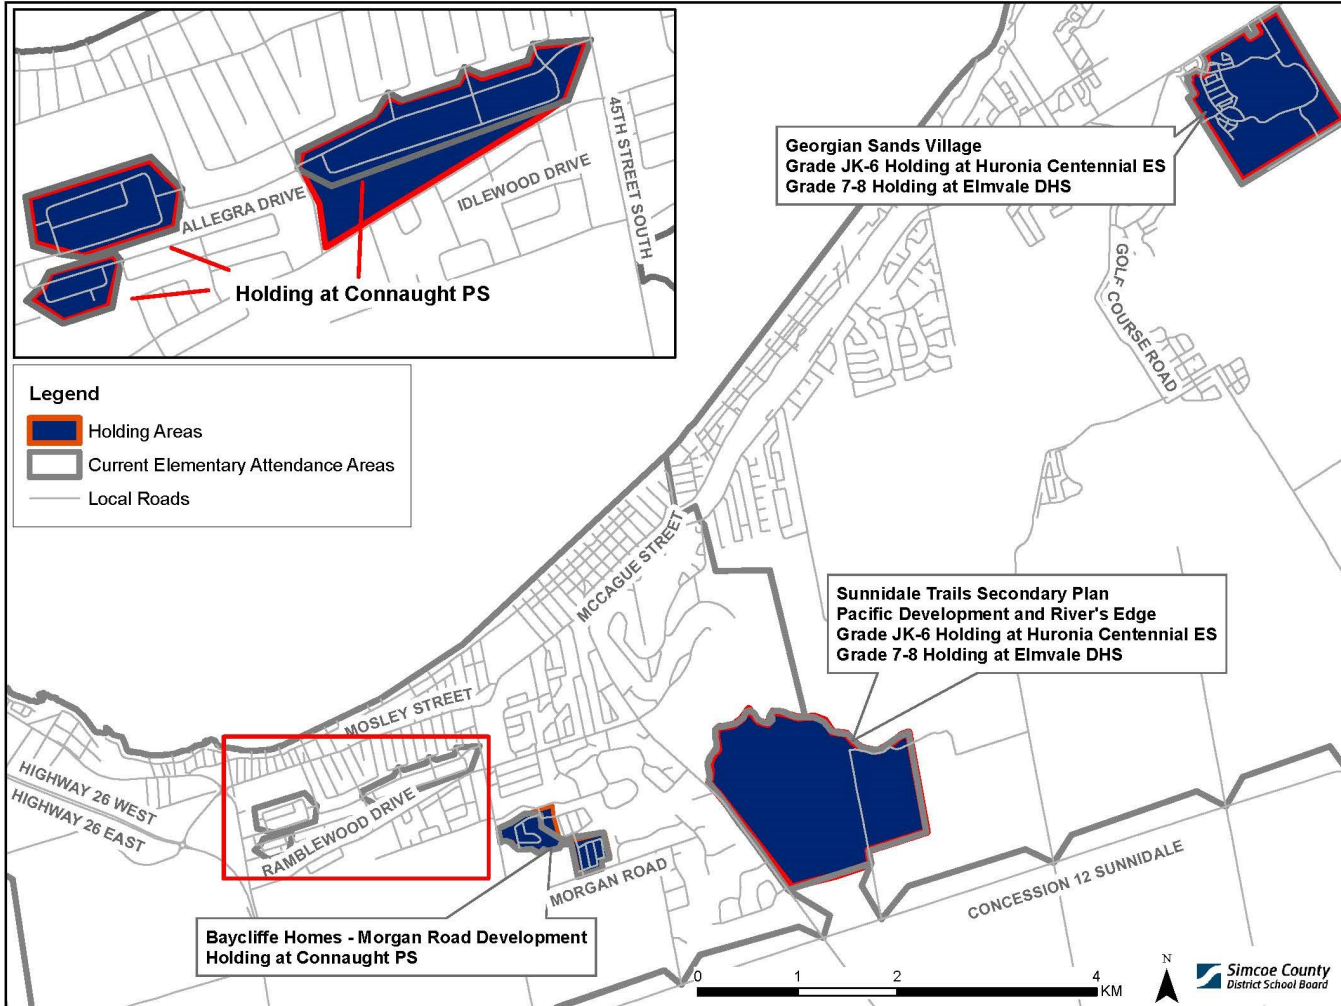 ALLEGRA DRIVE
IDLEWOOD DRIVE
45TH STREET SOUTH
Holding at Connaught PS
Georgian Sands Village
Grade JK-6 Holding at Huronia Centennial ES
Grade 7-8 Holding at Elmvale DHS
GOLF COURSE ROAD
Legend
Holding Areas
Current Elementary Attendance Areas
Local Roads
MCCAGUE STREET
Sunnidale Trails Secondary Plan
Pacific Development and River's Edge
Grade JK-6 Holding at Huronia Centennial ES
Grade 7-8 Holding at Elmvale DHS
MOSLEY STREET
HIGHWAY 26 WEST
HIGHWAY 26 EAST
RAMBLEWOOD DRIVE
MORGAN ROAD
CONCESSION 12 SUNNIDALE
Baycliffe Homes - Morgan Road Development
Holding at Connaught PS
0 1 2 4
KM
N
Simcoe County
District School Board